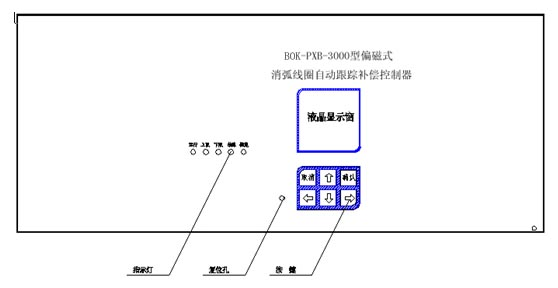 BOK-PXB-3000型偏磁式
消弧线圈自动跟踪补偿控制器
液晶显示窗
取消 确认
指示灯 复位孔 按 键